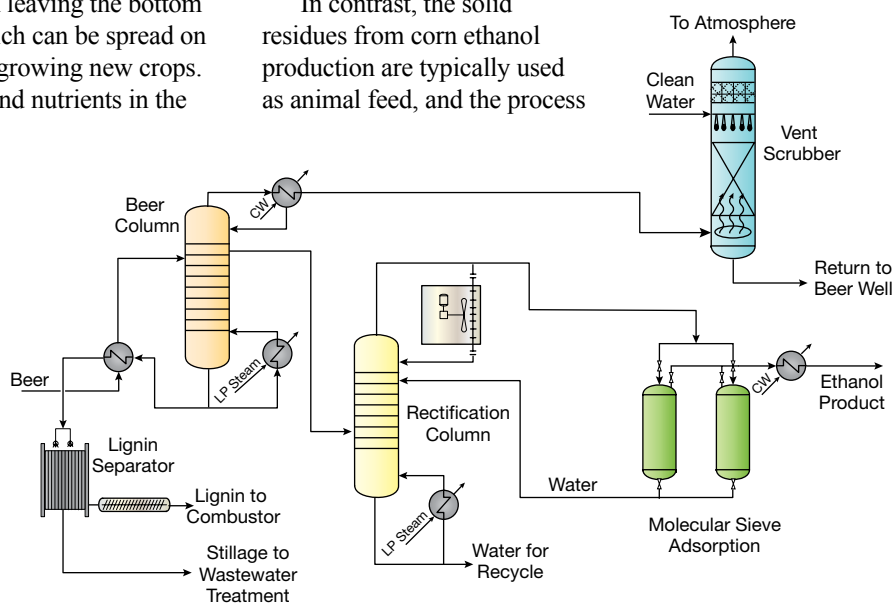 leaving the bottom
ich can be spread on
growing new crops.
nd nutrients in the
In contrast, the solid
residues from corn ethanol
production are typically used
as animal feed, and the process
To Atmosphere
Clean
Water
Vent
Scrubber
Return to
Beer Well
Beer
Column
CW
LP Steam
Beer
Lignin
Separator
Lignin to
Combustor
Stillage to
Wastewater
Treatment
Rectification
Column
LP Steam
Water for
Recycle
Water
CW
Ethanol
Product
Molecular Sieve
Adsorption